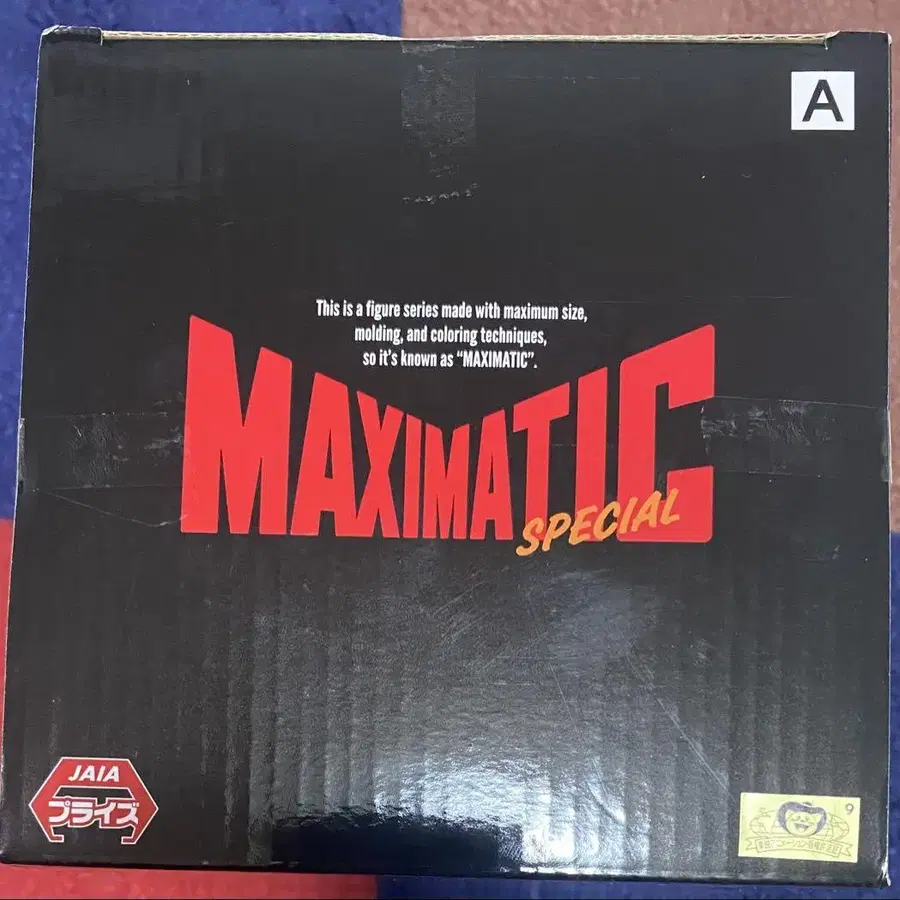 A
This is a figure series made with maximum size,
molding, and coloring techniques,
so it's known as “MAXIMATIC”.
MAXIMATIC
SPECIAL
JAIA
プライズ
9